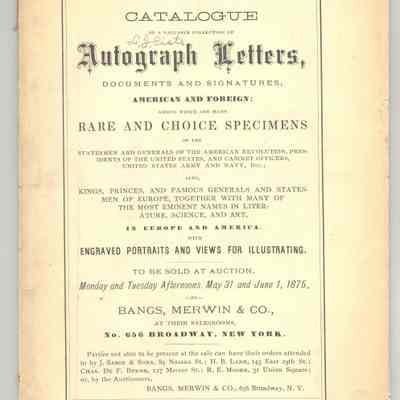 CATALOGUE
OF A VALUABLE COLLECTION OF
Autograph Letters,
DOCUMENTS AND SIGNATURES,
AMERICAN AND FOREIGN;
AMONG WHICH ARE MANY
RARE AND CHOICE SPECIMENS
OF THE
STATESMEN AND GENERALS OF THE AMERICAN REVOLUTION, PRES-
IDENTS OF THE UNITED STATES, AND CABINET OFFICERS,
UNITED STATES ARMY AND NAVY, &c.;
ALSO,
KINGS, PRINCES, AND FAMOUS GENERALS AND STATES-
MEN OF EUROPE, TOGETHER WITH MANY OF
THE MOST EMINENT NAMES IN LITER-
ATURE, SCIENCE, AND ART,
IN EUROPE AND AMERICA.
WITH
ENGRAVED PORTRAITS AND VIEWS FOR ILLUSTRATING.
TO BE SOLD AT AUCTION,
Monday and Tuesday Afternoons, May 31 and June 1, 1875,
BY
BANGS, MERWIN & CO.,
AT THEIR SALESROOMS,
No. 656 BROADWAY, NEW YORK.
Parties not able to be present at the sale can have their orders attended
to by J. Sabin & Sons, 84 Nassau St.; H. B. Lane, 145 East 29th St.;
Chas. De F. Burns, 127 Mercer St.; R. E. Moore, 31 Union Square;
or, by the Auctioneers,
BANGS, MERWIN & CO., 656 Broadway, N. Y.